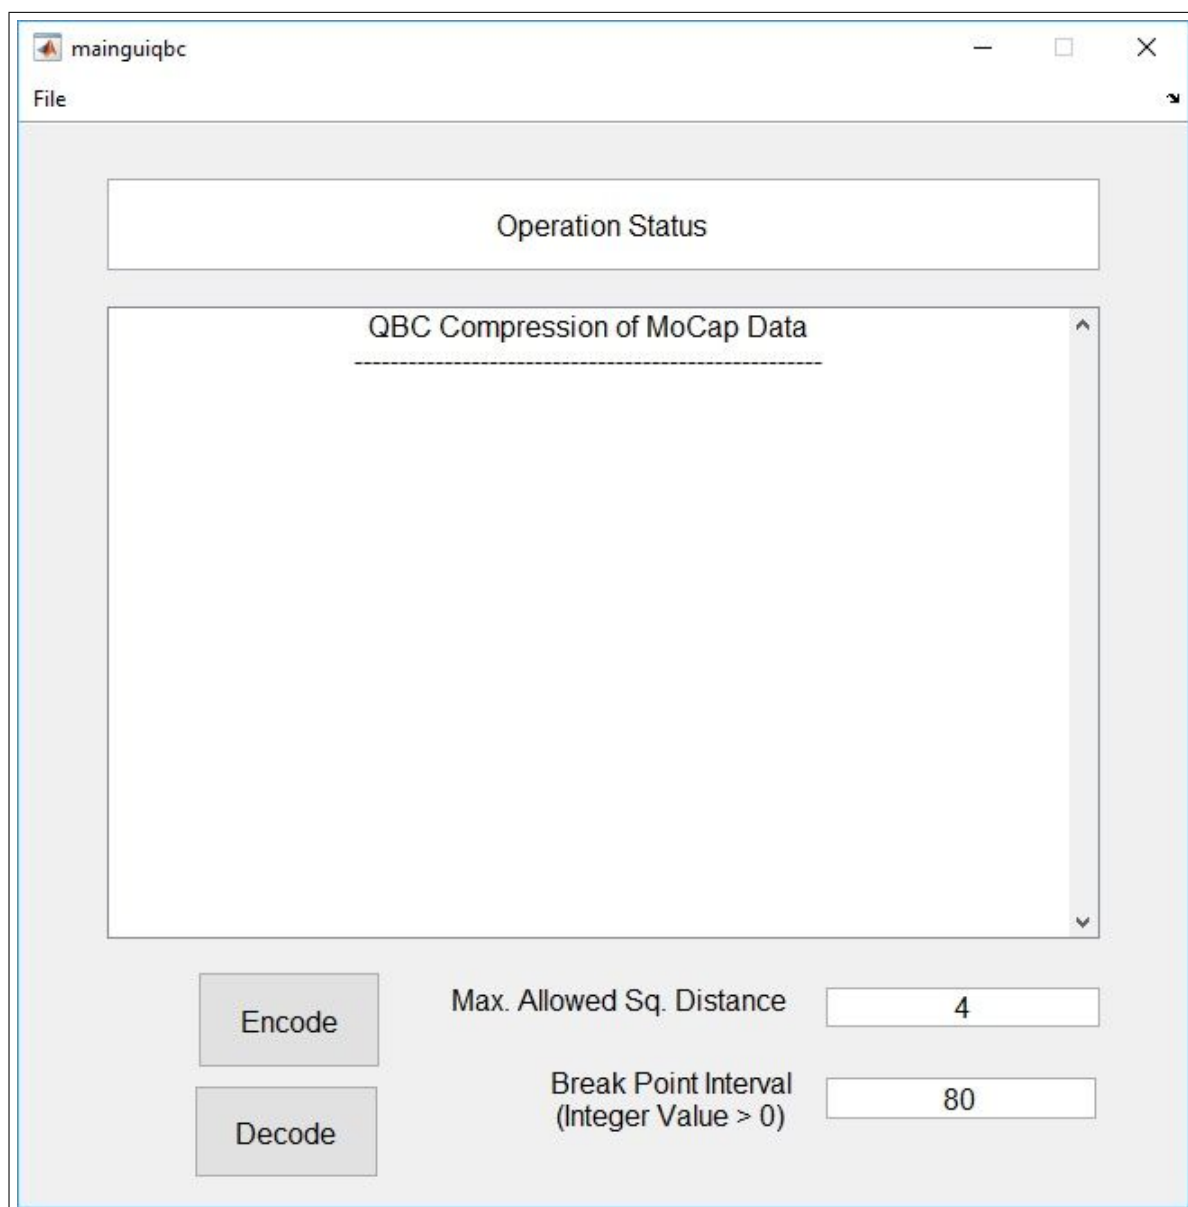 mainguiqbc
File
Operation Status
QBC Compression of MoCap Data
----------------------------------------------------
Encode
Max. Allowed Sq. Distance
4
Break Point Interval
(Integer Value > 0)
80
Decode